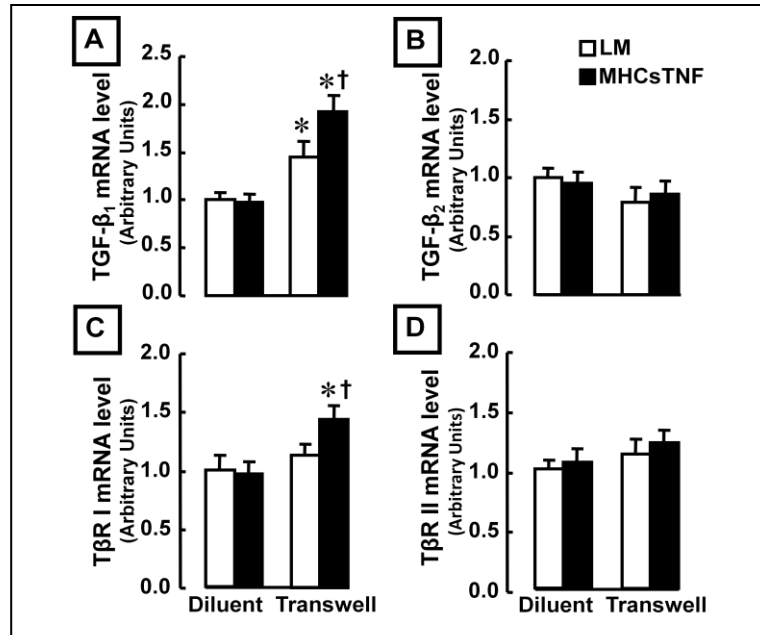 A
TGF-β1 mRNA level
(Arbitrary Units)
2.5
2.0
1.5
1.0
0.5
0.0
*
*†
B
TGF-β2 mRNA level
(Arbitrary Units)
2.0
1.5
1.0
0.5
0.0
LM
MHCsTNF
C
TβR I mRNA level
(Arbitrary Units)
2.0
1.5
1.0
0.5
0.0
*†
Diluent Transwell
D
TβR II mRNA level
(Arbitrary Units)
2.0
1.5
1.0
0.5
0.0
Diluent Transwell